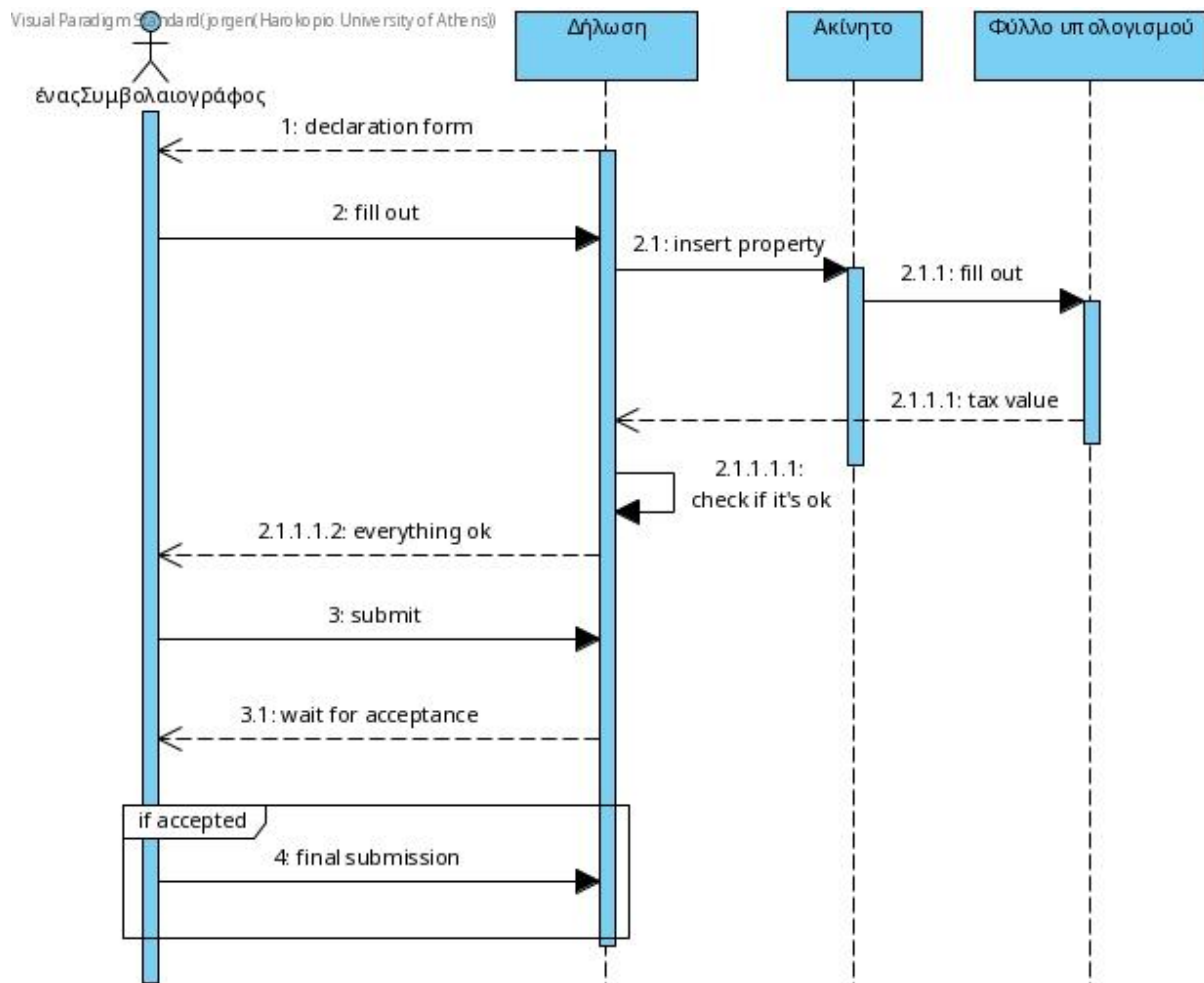 Visual Paradigm Standard(jorgen(Harokopio University of Athens))
έναςΣυμβολαιογράφος
Δήλωση
Ακίνητο
Φύλλο υπολογισμού
1: declaration form
2: fill out
2.1: insert property
2.1.1: fill out
2.1.1.1: tax value
2.1.1.1.1:
check if it's ok
2.1.1.1.2: everything ok
3: submit
3.1: wait for acceptance
if accepted
4: final submission